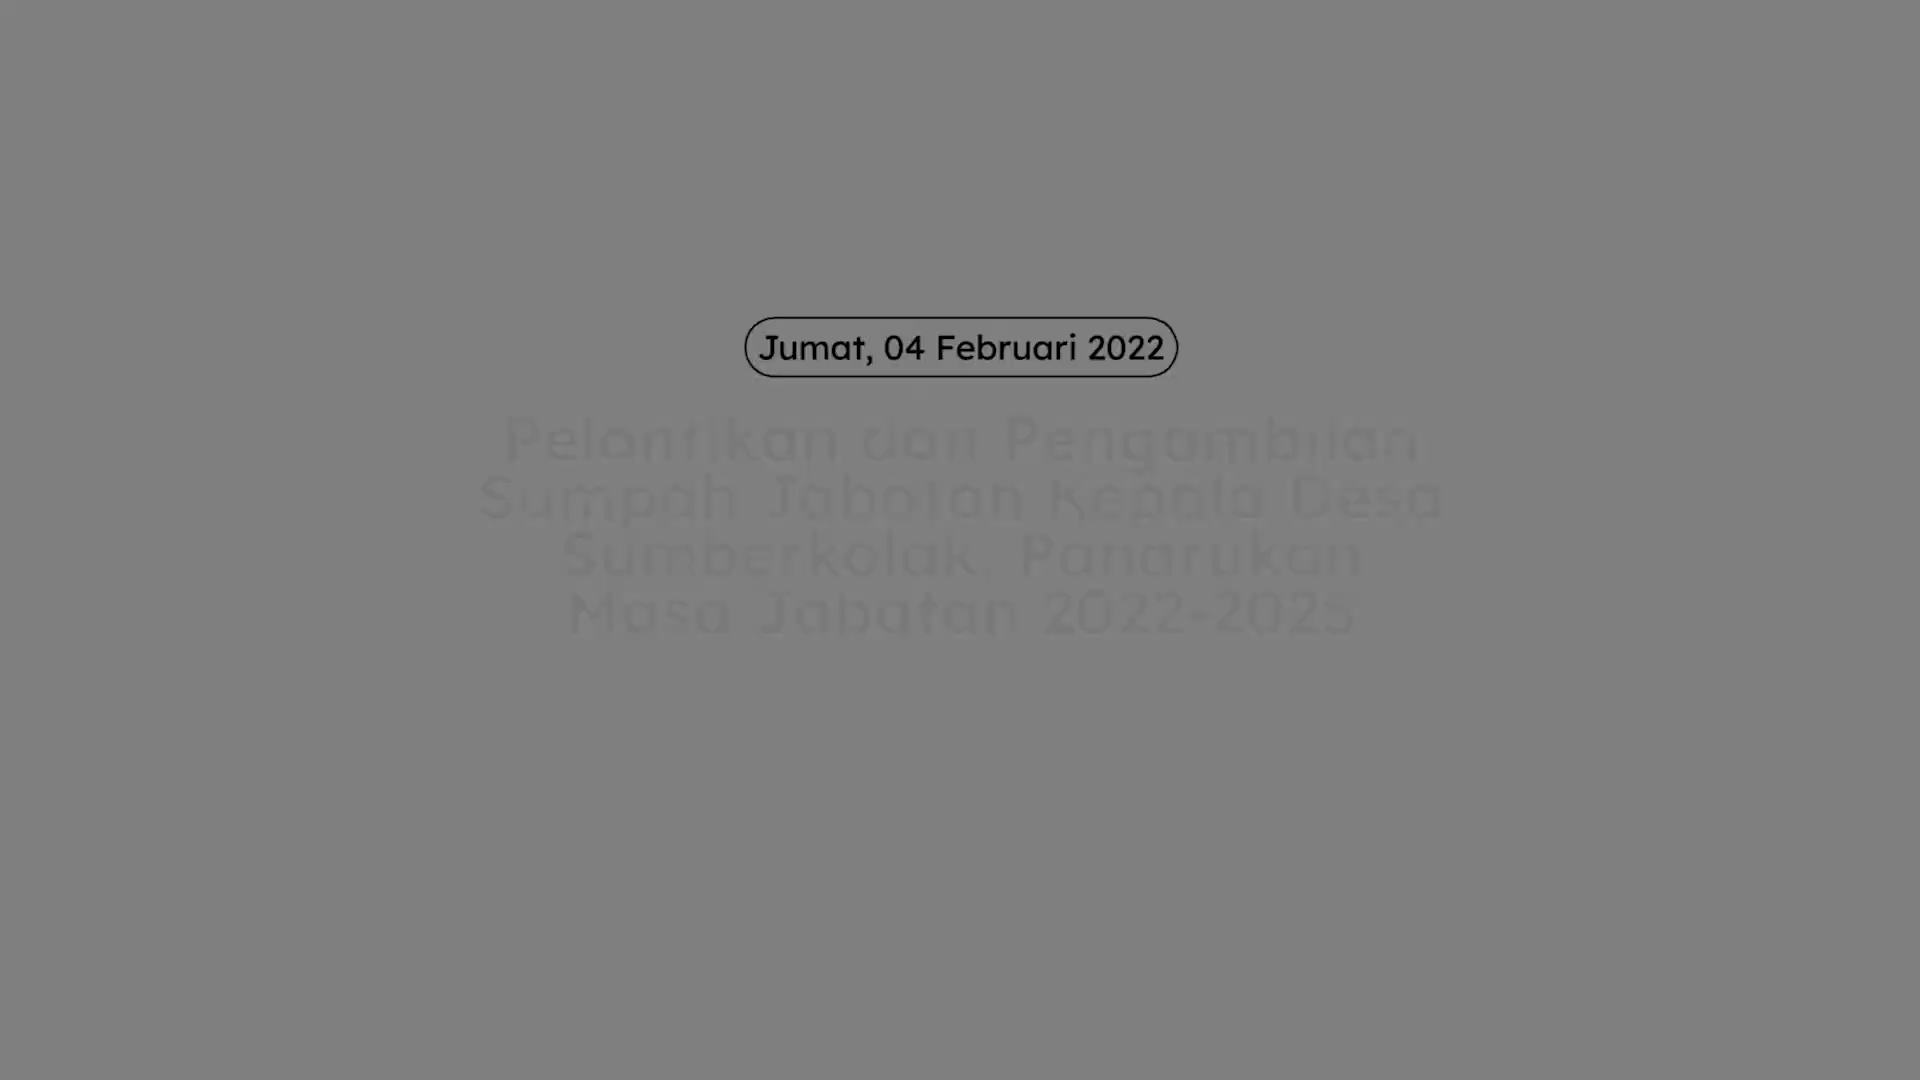 Jumat, 04 Februari 2022
Pelantikan dan Pengambilan
Sumpah Jabatan Kepala Desa
Sumberkolak, Panarukan
Masa Jabatan 2022-2025